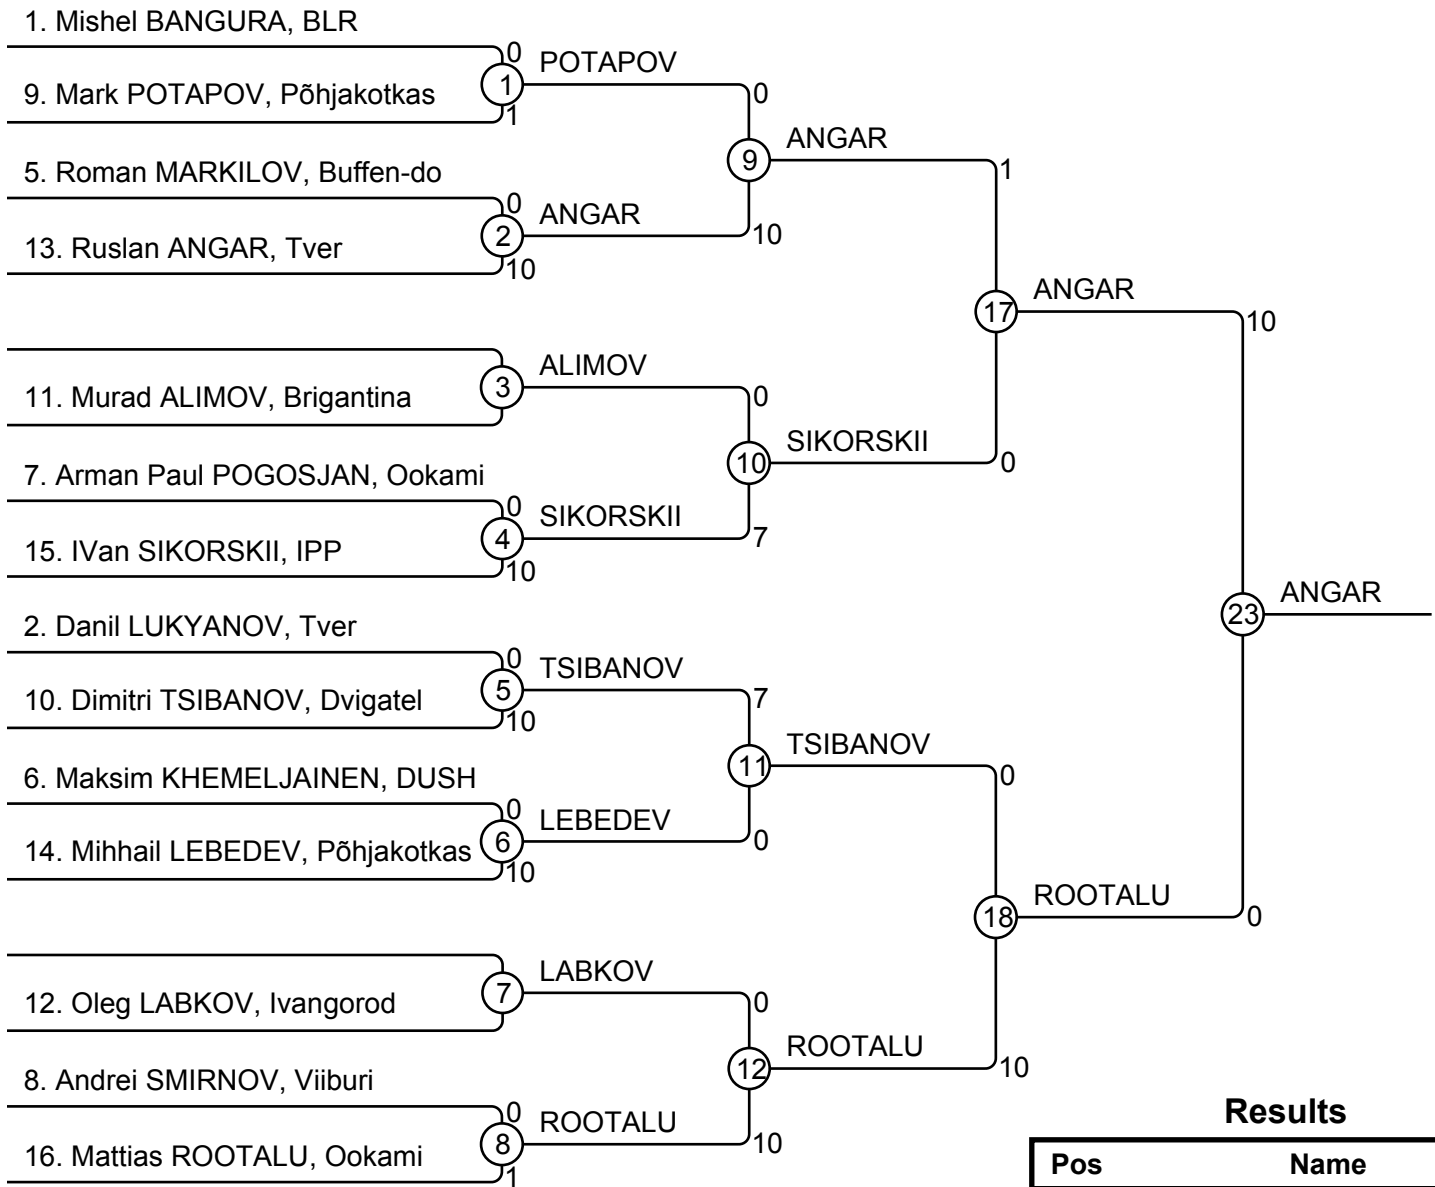 1. Mishel BANGURA, BLR
0
POTAPOV
1
9. Mark POTAPOV, Põhjakotkas
0
1
ANGAR
9
1
5. Roman MARKILOV, Buffen-do
0
ANGAR
2
10
13. Ruslan ANGAR, Tver
10
ANGAR
17
10
ALIMOV
3
11. Murad ALIMOV, Brigantina
0
SIKORSKII
10
0
7. Arman Paul POGOSJAN, Ookami
0
SIKORSKII
4
7
15. IVan SIKORSKII, IPP
10
ANGAR
23
2. Danil LUKYANOV, Tver
0
TSIBANOV
5
7
10. Dimitri TSIBANOV, Dvigatel
10
TSIBANOV
11
0
6. Maksim KHEMELJAINEN, DUSH
0
LEBEDEV
6
0
14. Mihhail LEBEDEV, Põhjakotkas
10
ROOTALU
18
0
LABKOV
7
12. Oleg LABKOV, Ivangorod
0
ROOTALU
12
10
8. Andrei SMIRNOV, Viiburi
0
ROOTALU
8
10
16. Mattias ROOTALU, Ookami
1
Results
Pos Name